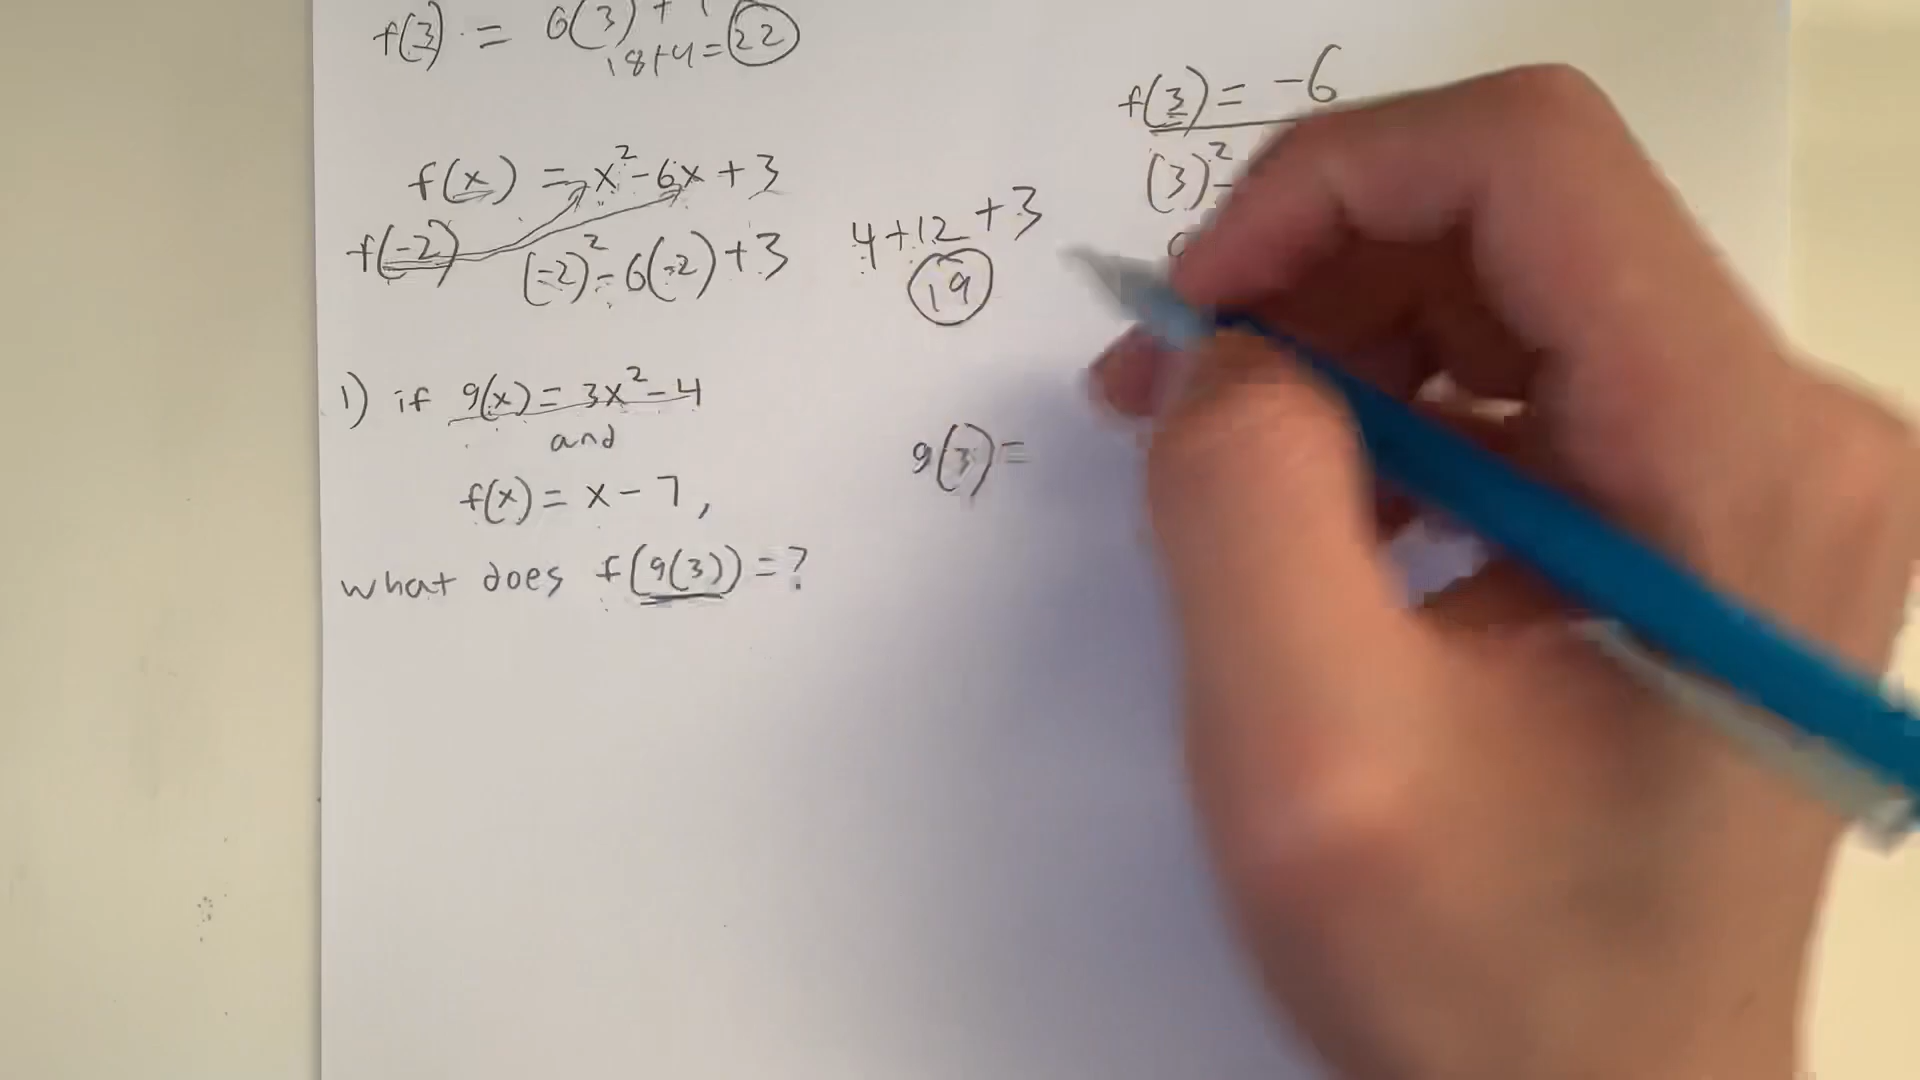 f(3) = 6(3) +
18+4 = 22
f(3) = -6
(3)² -
f(x) = x² - 6x + 3
f(-2)
(-2)² - 6(-2) + 3
4 + 12 + 3
19
1) if g(x) = 3x² - 4
and
f(x) = x - 7,
g(3) =
what does f(g(3)) = ?